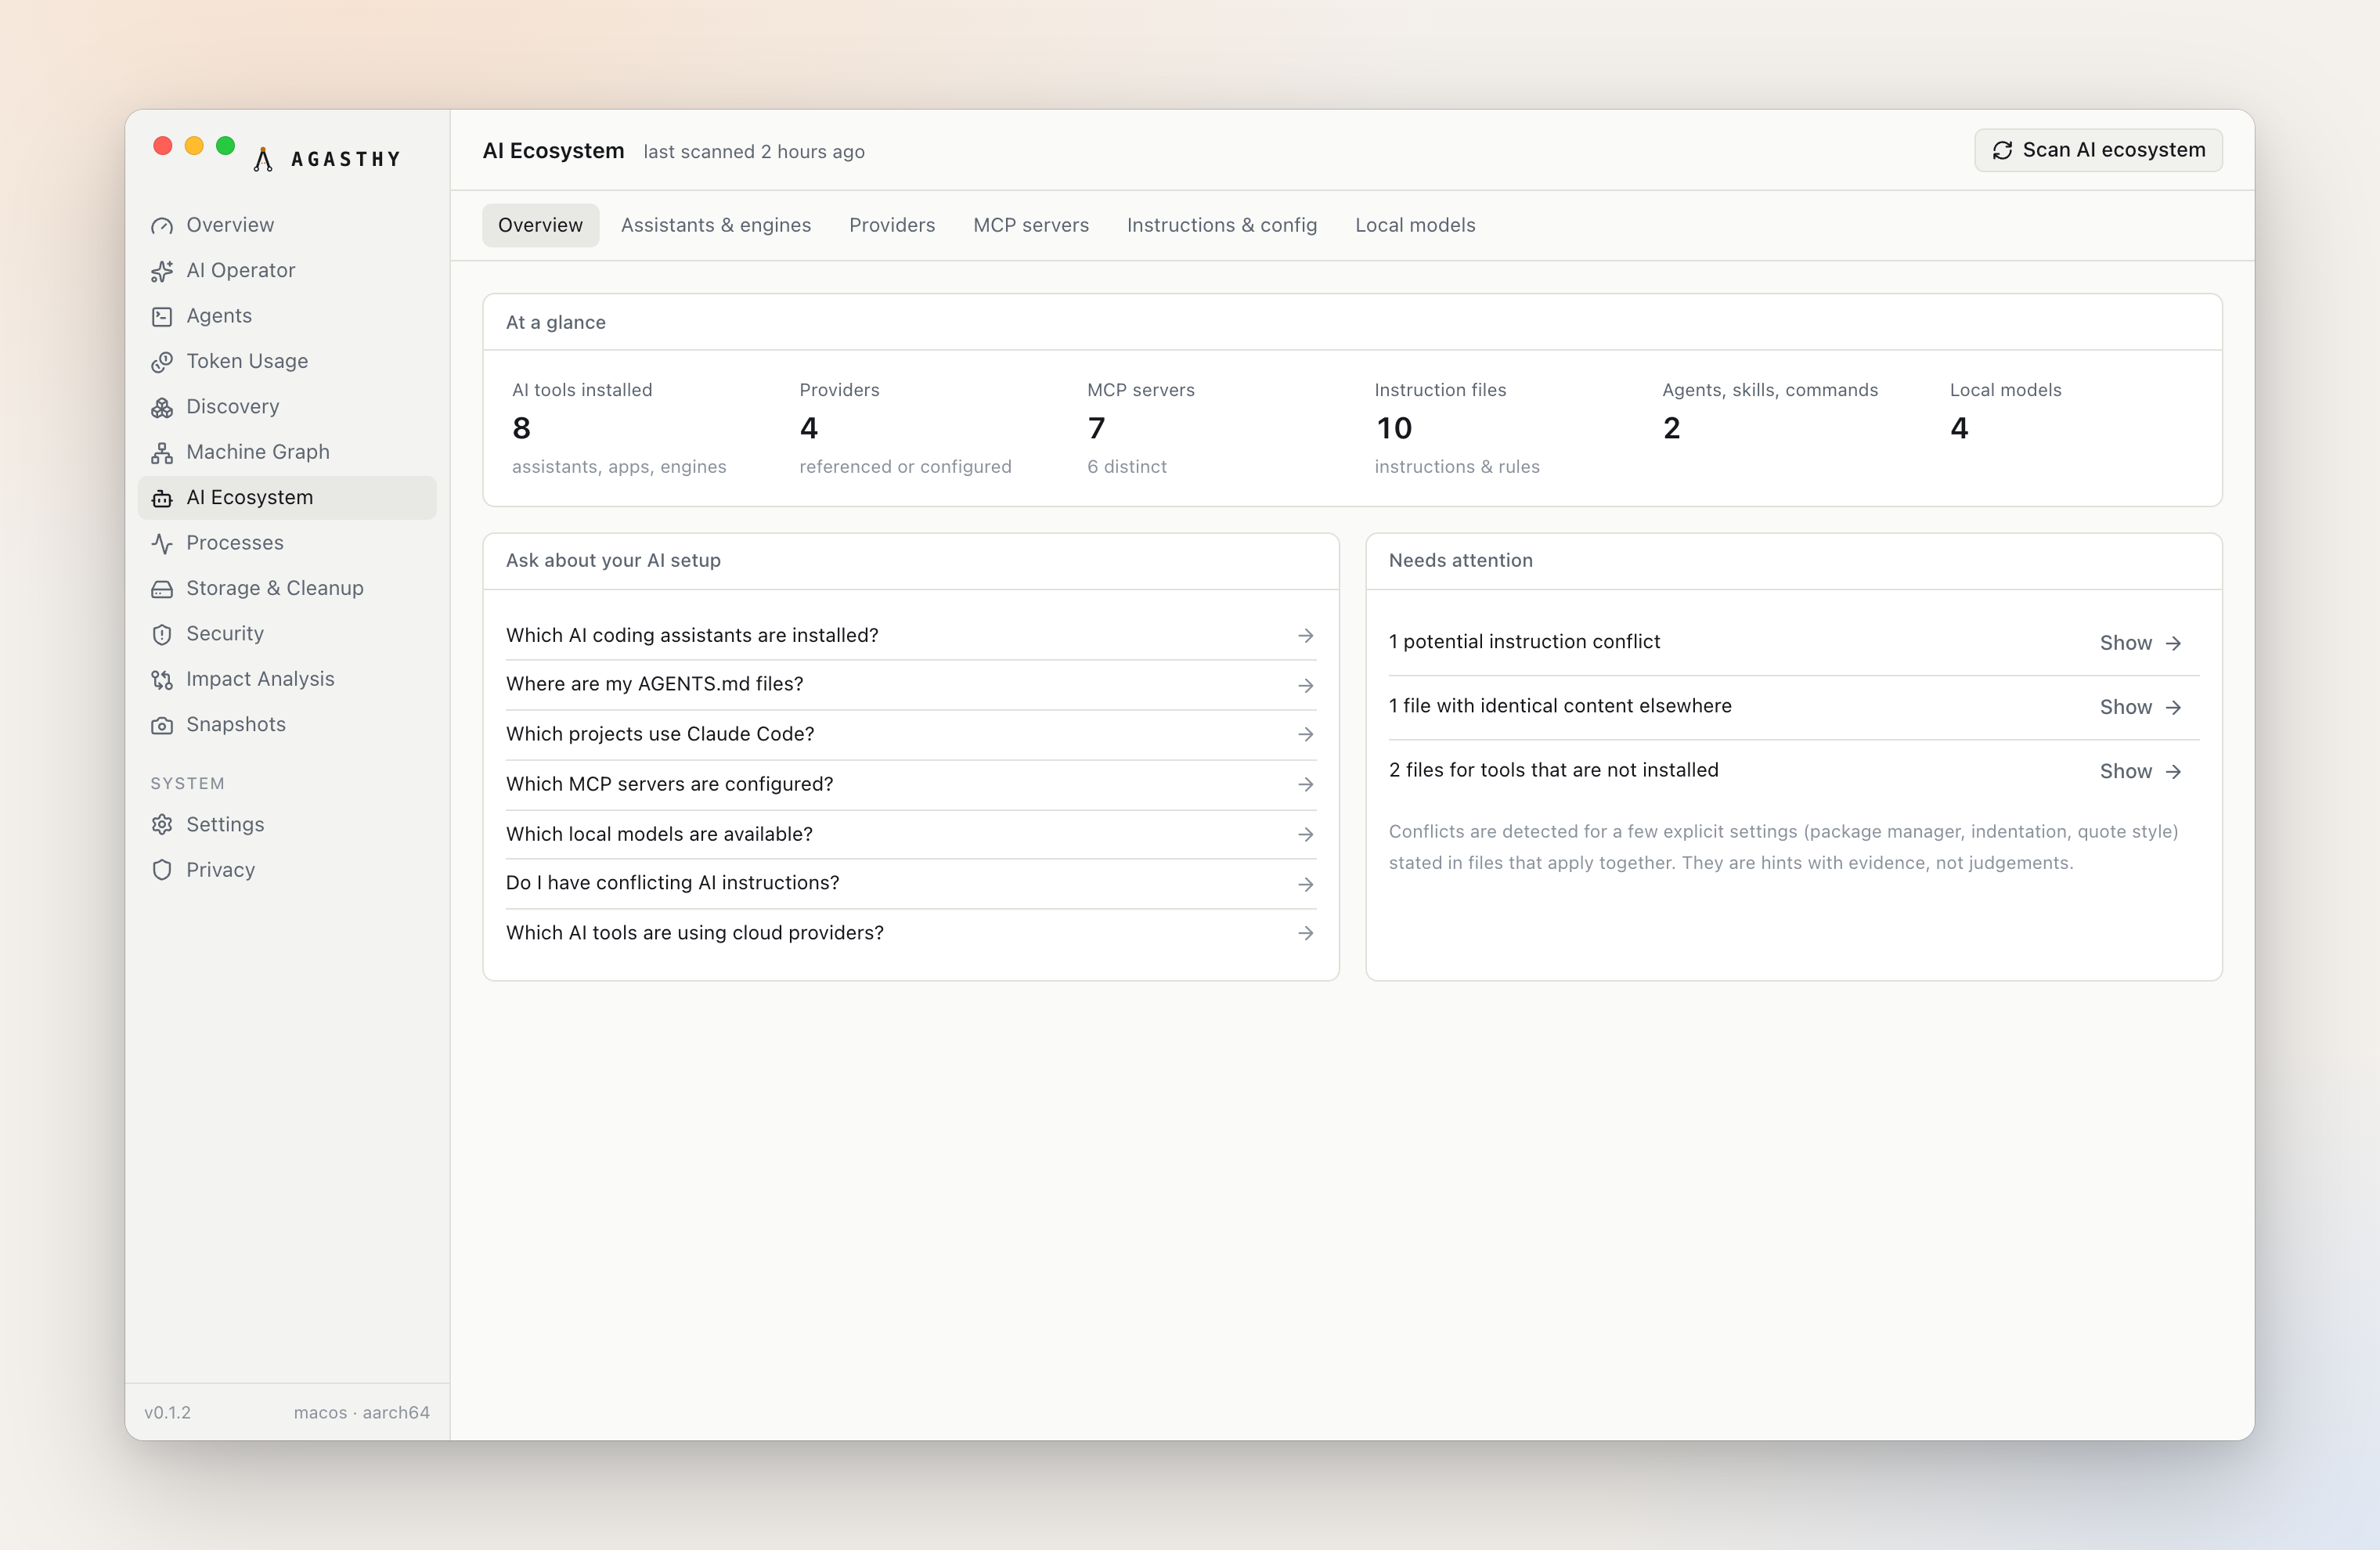 AGASTHY
Overview
AI Operator
Agents
Token Usage
Discovery
Machine Graph
AI Ecosystem
Processes
Storage & Cleanup
Security
Impact Analysis
Snapshots
SYSTEM
Settings
Privacy
v0.1.2 macos · aarch64
AI Ecosystem last scanned 2 hours ago Scan AI ecosystem
Overview Assistants & engines Providers MCP servers Instructions & config Local models
At a glance
AI tools installed Providers MCP servers Instruction files Agents, skills, commands Local models
8 4 7 10 2 4
assistants, apps, engines referenced or configured 6 distinct instructions & rules
Ask about your AI setup
Which AI coding assistants are installed?
Where are my AGENTS.md files?
Which projects use Claude Code?
Which MCP servers are configured?
Which local models are available?
Do I have conflicting AI instructions?
Which AI tools are using cloud providers?
Needs attention
1 potential instruction conflict Show
1 file with identical content elsewhere Show
2 files for tools that are not installed Show
Conflicts are detected for a few explicit settings (package manager, indentation, quote style)
stated in files that apply together. They are hints with evidence, not judgements.